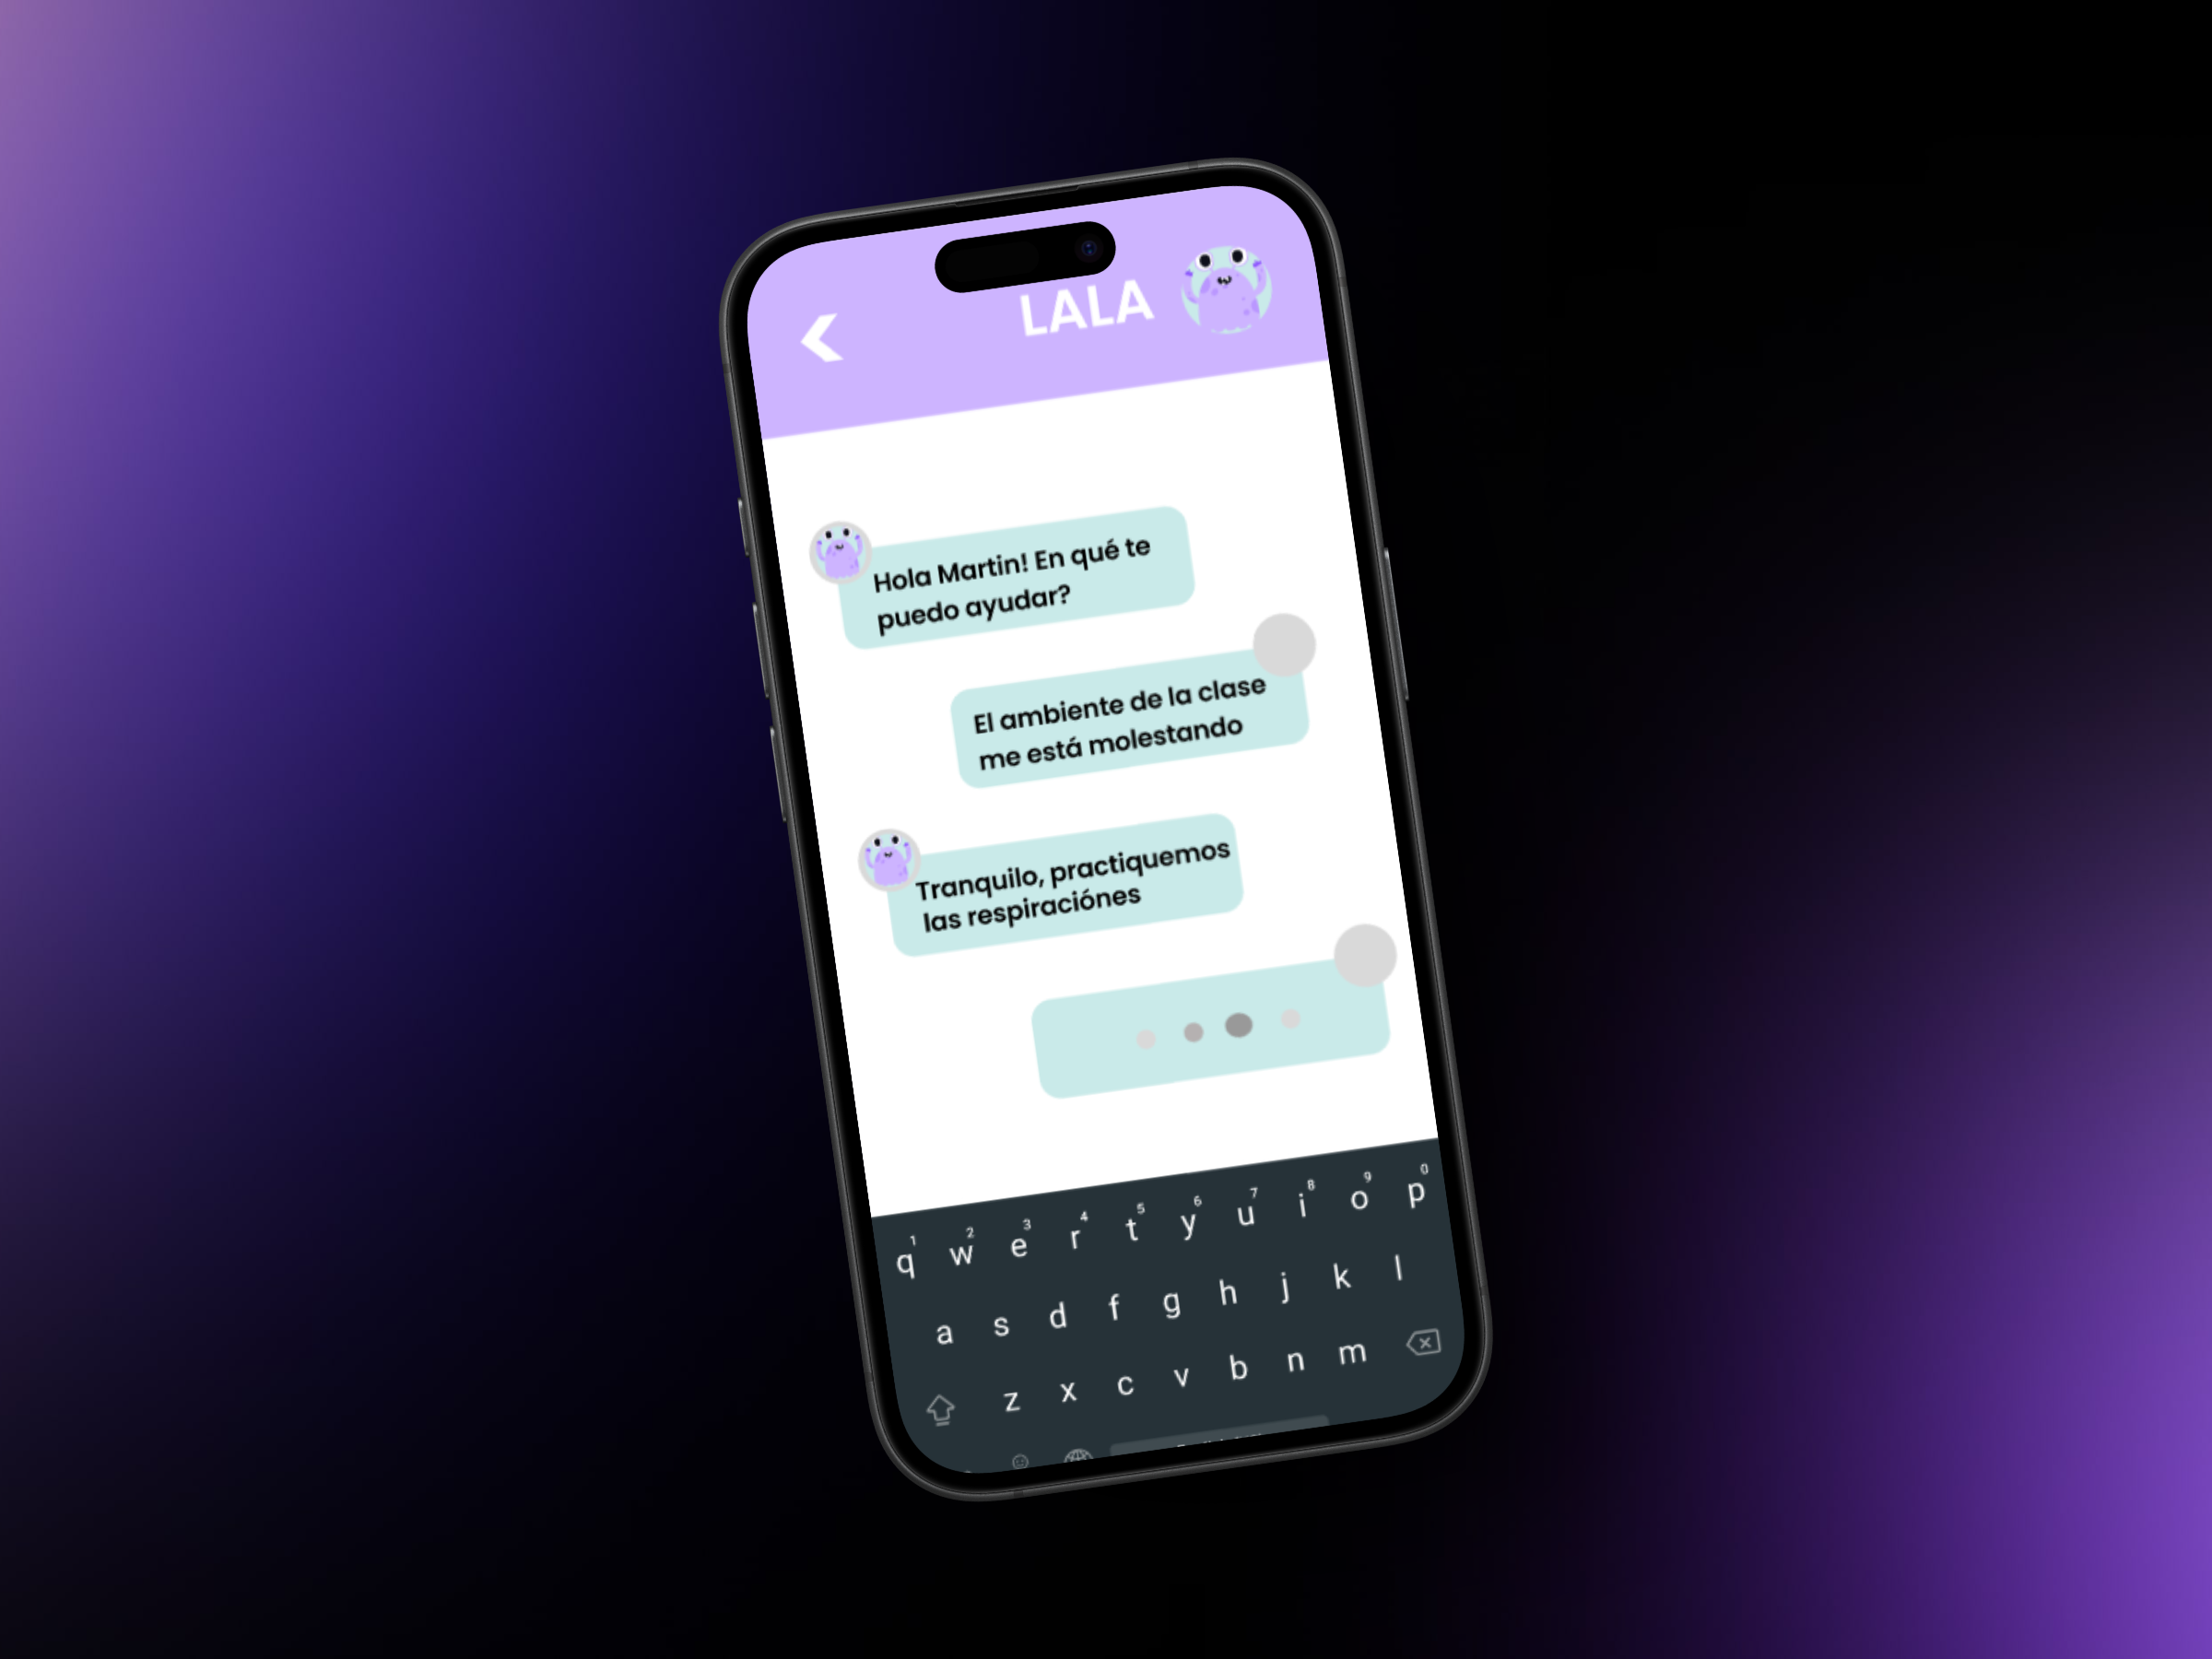 LALA
Hola Martin! En qué te
puedo ayudar?
El ambiente de la clase
me está molestando
Tranquilo, practiquemos
las respiraciónes
1 2 3 4 5 6 7 8 9 0
q w e r t y u i o p
a s d f g h j k l
z x c v b n m